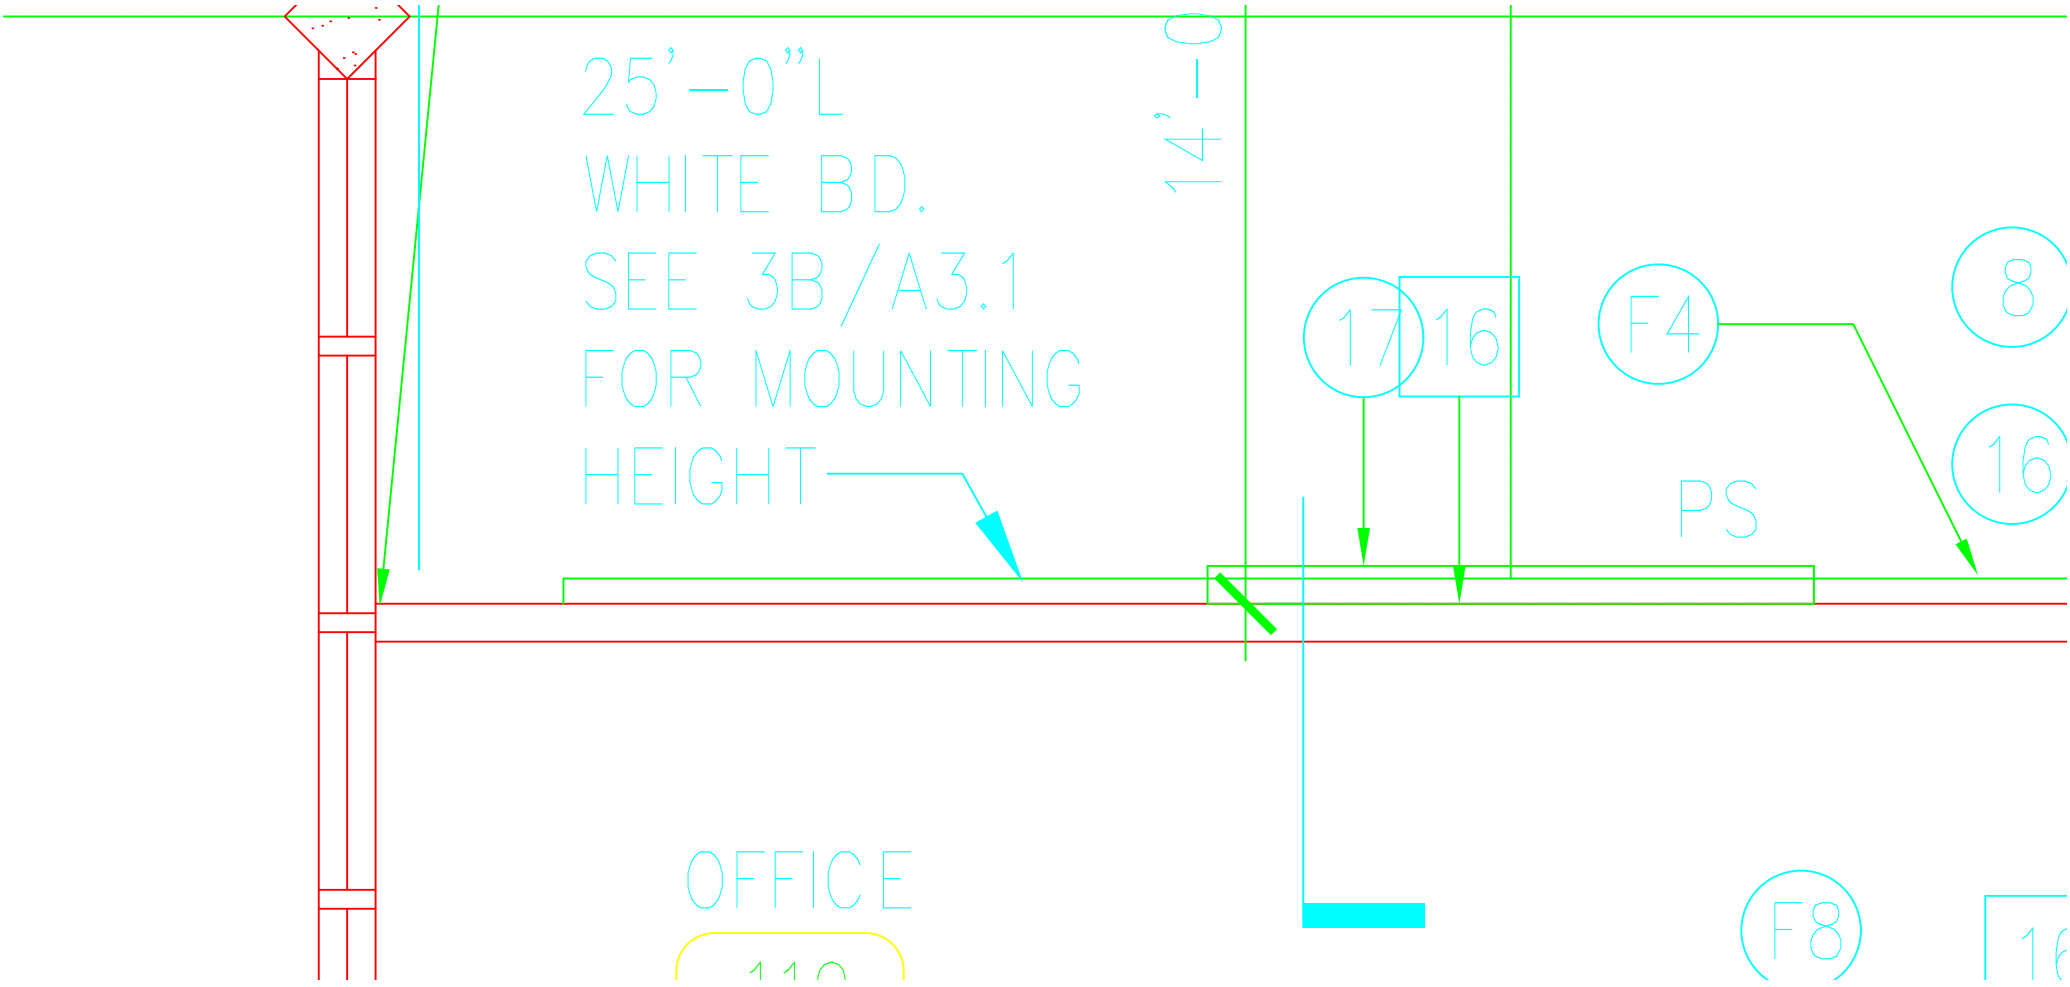 25’-0”L
WHITE BD.
SEE 3B/A3.1
FOR MOUNTING
HEIGHT
14’-0
17
16
F4
8
16
PS
OFFICE
F8
16